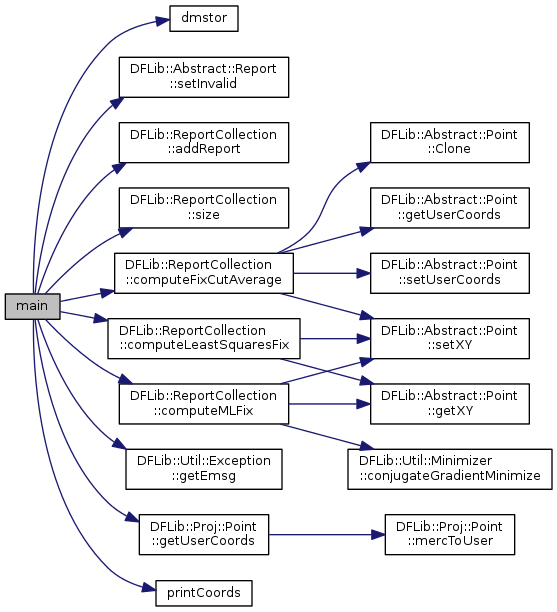 main
dmstor
DFLib::Abstract::Report
::setInvalid
DFLib::ReportCollection
::addReport
DFLib::ReportCollection
::size
DFLib::ReportCollection
::computeFixCutAverage
DFLib::ReportCollection
::computeLeastSquaresFix
DFLib::ReportCollection
::computeMLFix
DFLib::Util::Exception
::getEmsg
DFLib::Proj::Point
::getUserCoords
printCoords
DFLib::Abstract::Point
::Clone
DFLib::Abstract::Point
::getUserCoords
DFLib::Abstract::Point
::setUserCoords
DFLib::Abstract::Point
::setXY
DFLib::Abstract::Point
::getXY
DFLib::Util::Minimizer
::conjugateGradientMinimize
DFLib::Proj::Point
::mercToUser